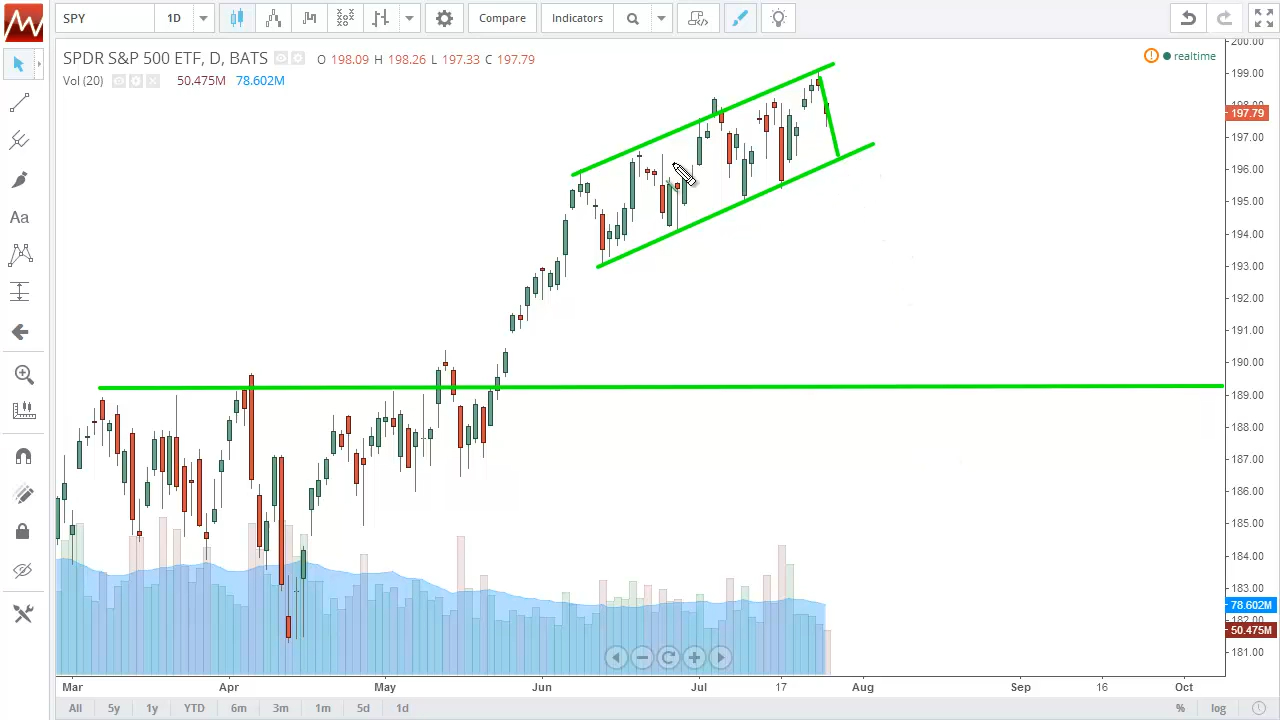 SPY 1D Compare Indicators
SPDR S&P 500 ETF, D, BATS O 198.09 H 198.26 L 197.33 C 197.79 realtime
Vol (20) 50.475M 78.602M
Aa
200.00
199.00
198.00
197.79
197.00
196.00
195.00
194.00
193.00
192.00
191.00
190.00
189.00
188.00
187.00
186.00
185.00
184.00
183.00
78.602M
182.00
50.475M
181.00
Mar Apr May Jun Jul 17 Aug Sep 16 Oct
All 5y 1y YTD 6m 3m 1m 5d 1d % log